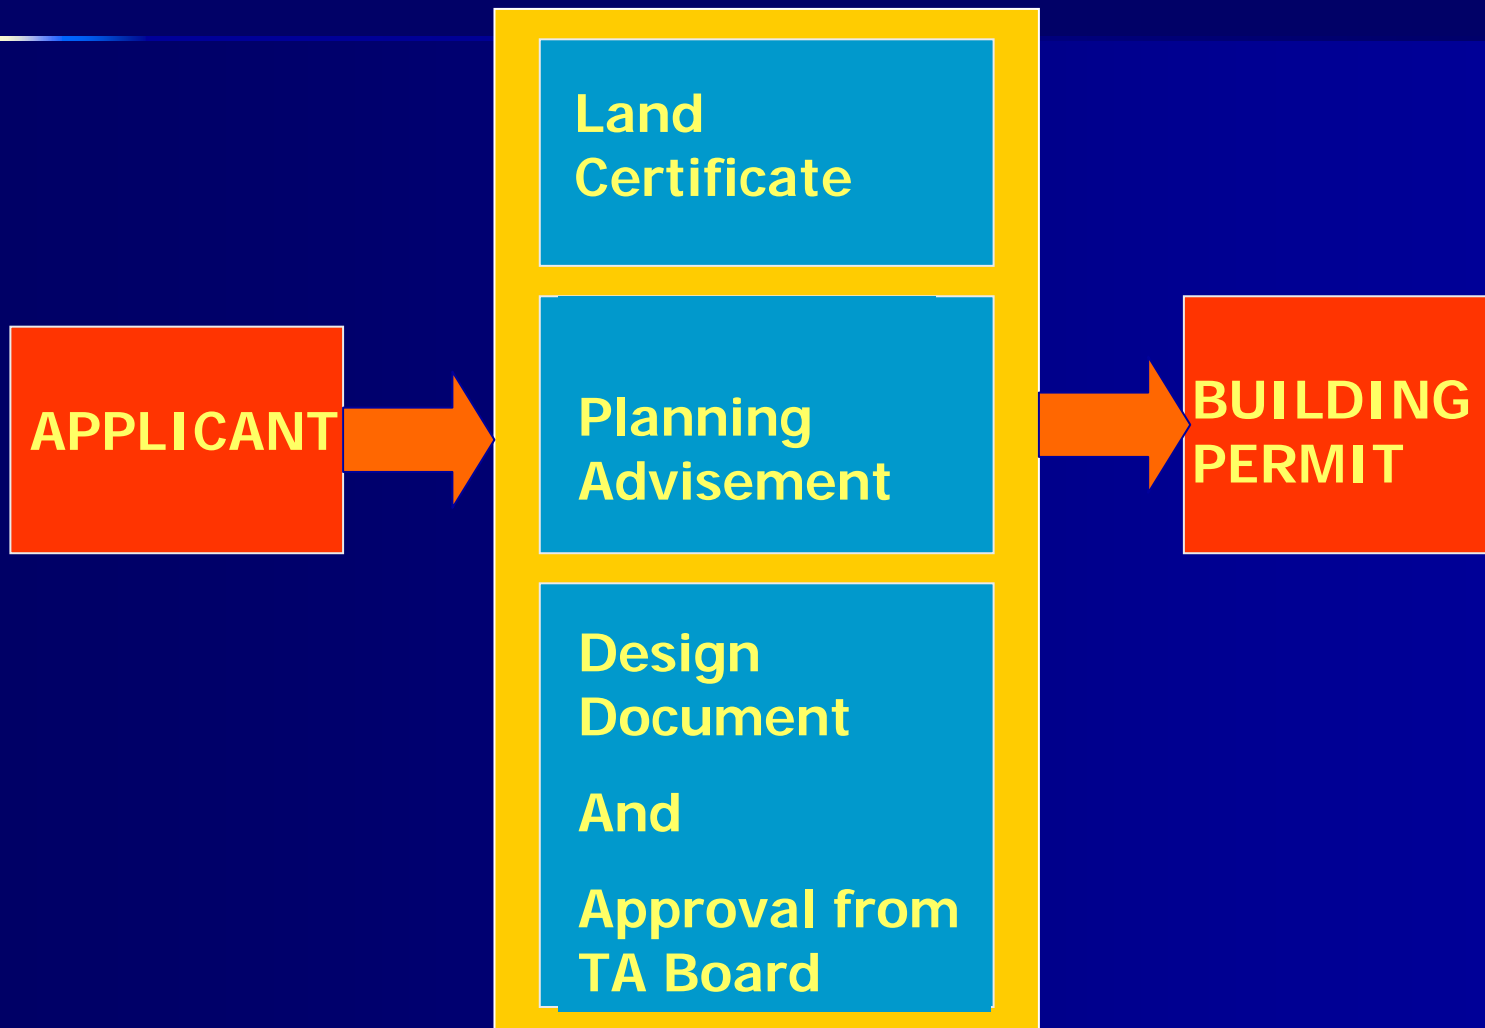 Land
Certificate
APPLICANT
Planning
Advisement
BUILDING
PERMIT
Design
Document
And
Approval from
TA Board